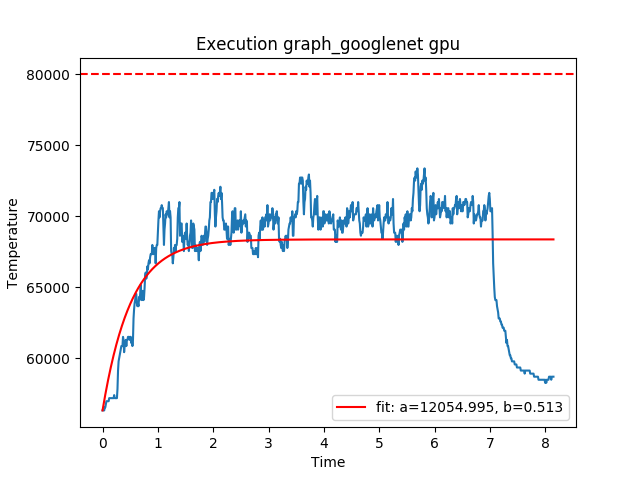 Execution graph_googlenet gpu
80000
75000
70000
65000
60000
Temperature
fit: a=12054.995, b=0.513
0 1 2 3 4 5 6 7 8
Time